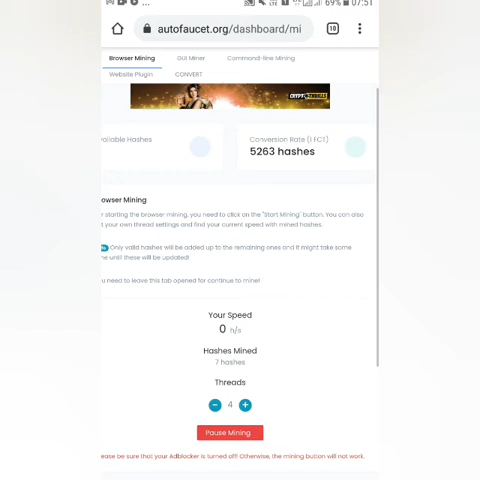 69% 07:51
autofaucet.org/dashboard/mi
18
Browser Mining
GUI Miner
Command-line Mining
Website Plugin
CONVERT
vailable Hashes
Conversion Rate (1 FCT)
5263 hashes
owser Mining
r starting the browser mining, you need to click on the "Start Mining" button. You can also
t your own thread settings and find your current speed with mined hashes.
Only valid hashes will be added up to the remaining ones and it might take some
me until these will be updated!
u need to leave this tab opened for continue to mine!
Your Speed
0 h/s
Hashes Mined
7 hashes
Threads
- 4 +
Pause Mining
ease be sure that your Adblocker is turned off! Otherwise, the mining button will not work.